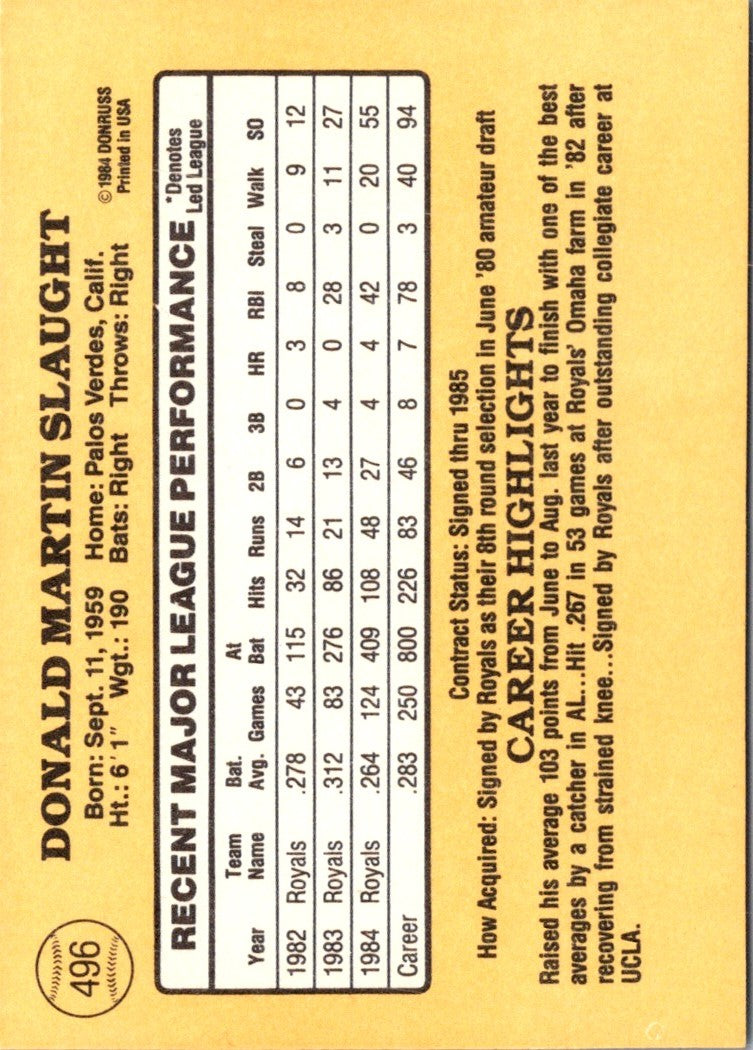 496
DONALD MARTIN SLAUGHT
Born: Sept. 11, 1959 Home: Palos Verdes, Calif.
Ht.: 6' 1" Wgt.: 190 Bats: Right Throws: Right
© 1984 DONRUSS
Printed in USA
RECENT MAJOR LEAGUE PERFORMANCE
*Denotes
Led League
Year Team Name Bat. Avg. Games At Bat Hits Runs 2B 3B HR RBI Steal Walk SO
1982 Royals .278 43 115 32 14 6 0 3 8 0 9 12
1983 Royals .312 83 276 86 21 13 4 0 28 3 11 27
1984 Royals .264 124 409 108 48 27 4 4 42 0 20 55
Career .283 250 800 226 83 46 8 7 78 3 40 94
Contract Status: Signed thru 1985
How Acquired: Signed by Royals as their 8th round selection in June '80 amateur draft
CAREER HIGHLIGHTS
Raised his average 103 points from June to Aug. last year to finish with one of the best
averages by a catcher in AL...Hit .267 in 53 games at Royals' Omaha farm in '82 after
recovering from strained knee...Signed by Royals after outstanding collegiate career at
UCLA.